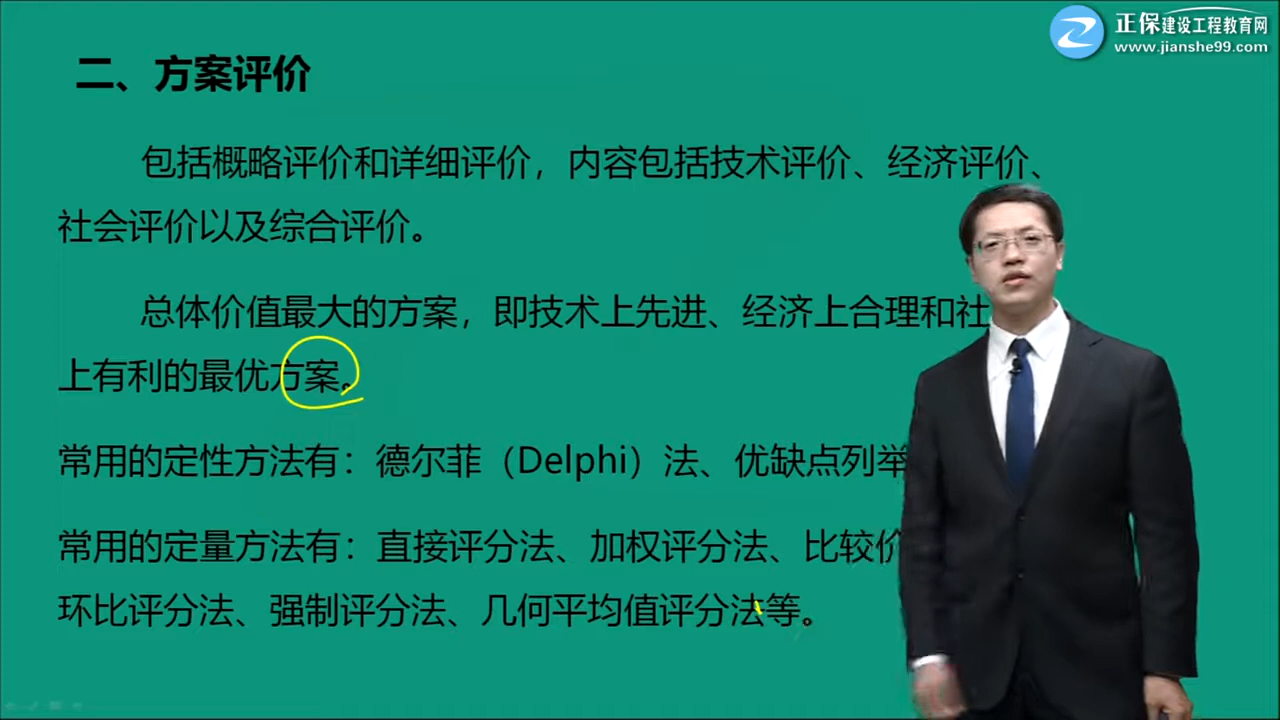 正保建设工程教育网
www.jianshe99.com
二、方案评价
包括概略评价和详细评价，内容包括技术评价、经济评价、
社会评价以及综合评价。
总体价值最大的方案，即技术上先进、经济上合理和社
上有利的最优方案。
常用的定性方法有：德尔菲（Delphi）法、优缺点列举
常用的定量方法有：直接评分法、加权评分法、比较价
环比评分法、强制评分法、几何平均值评分法等。